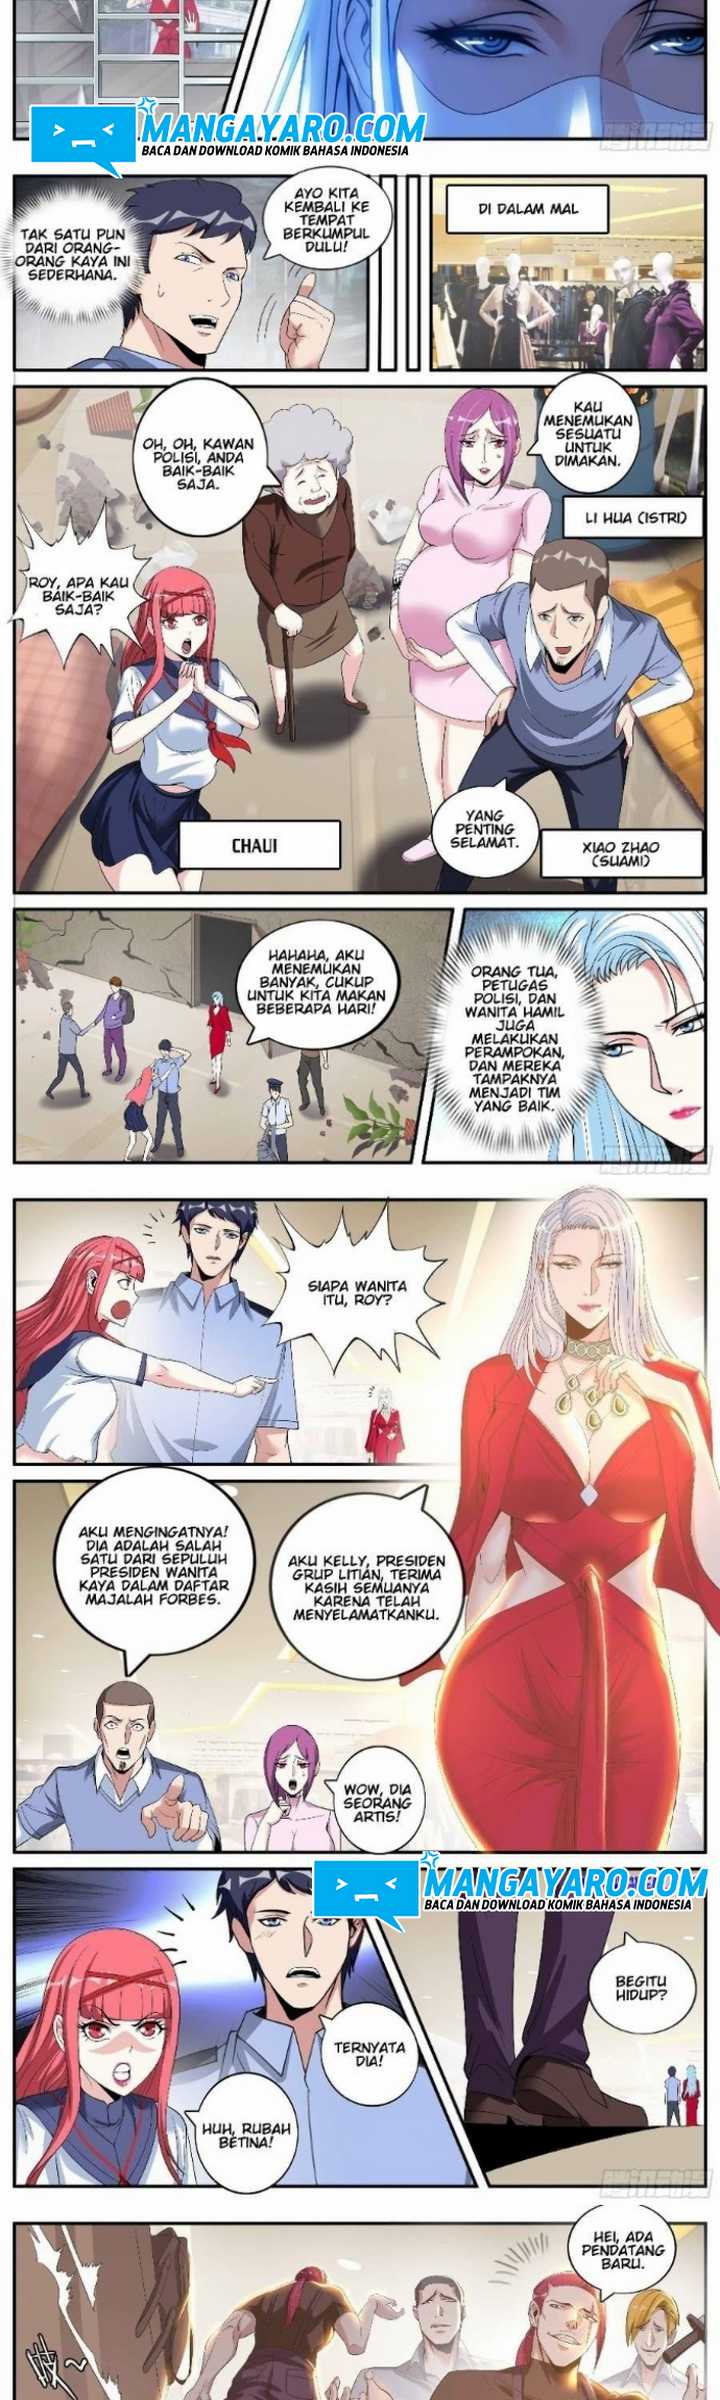 MANGAYARO.COM
BACA DAN DOWNLOAD KOMIK BAHASA INDONESIA
TAK SATU PUN
DARI ORANG-
ORANG KAYA INI
SEDERHANA.
AYO KITA
KEMBALI KE
TEMPAT
BERKUMPUL
DULU!
DI DALAM MAL
OH, OH, KAWAN
POLISI, ANDA
BAIK-BAIK
SAJA.
KAU
MENEMUKAN
SESUATU
UNTUK
DIMAKAN.
LI HUA (ISTRI)
ROY, APA KAU
BAIK-BAIK
SAJA?
CHAUI
YANG
PENTING
SELAMAT.
XIAO ZHAO
(SUAMI)
HAHAHA, AKU
MENEMUKAN
BANYAK, CUKUP
UNTUK KITA MAKAN
BEBERAPA HARI!
ORANG TUA,
PETUGAS
POLISI, DAN
WANITA HAMIL
JUGA
MELAKUKAN
PERAMPOKAN,
DAN MEREKA
TAMPAKNYA
MENJADI TIM
YANG BAIK.
SIAPA WANITA
ITU, ROY?
AKU MENGINGATNYA!
DIA ADALAH SALAH
SATU DARI SEPULUH
PRESIDEN WANITA
KAYA DALAM DAFTAR
MAJALAH FORBES.
AKU KELLY, PRESIDEN
GRUP LITIAN, TERIMA
KASIH SEMUANYA
KARENA TELAH
MENYELAMATKANKU.
WOW, DIA
SEORANG
ARTIS!
MANGAYARO.COM
BACA DAN DOWNLOAD KOMIK BAHASA INDONESIA
TERNYATA
DIA!
HUH, RUBAH
BETINA!
BEGITU
HIDUP?
HEI, ADA
PENDATANG
BARU.